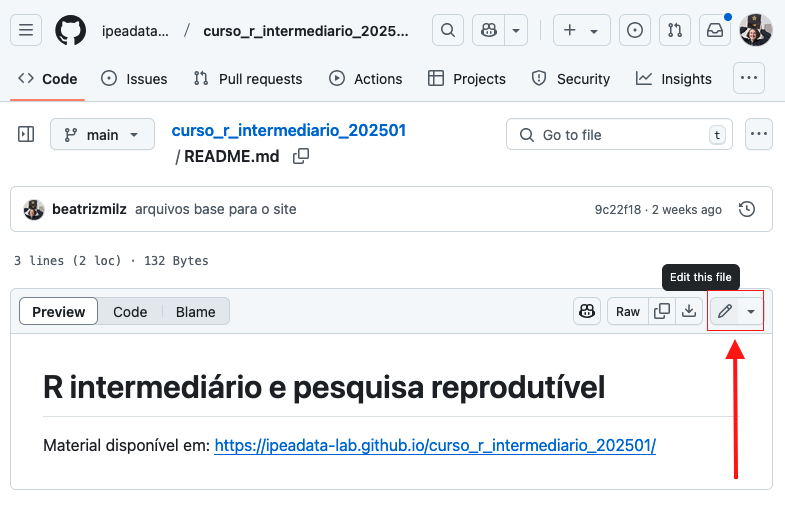 ipeadata... / curso_r_intermediario_2025...
Code Issues Pull requests Actions Projects Security Insights
main curso_r_intermediario_202501 Go to file t
/ README.md
beatrizmilz arquivos base para o site 9c22f18 · 2 weeks ago
3 lines (2 loc) · 132 Bytes
Edit this file
Preview Code Blame Raw
R intermediário e pesquisa reprodutível
Material disponível em: https://ipeadata-lab.github.io/curso_r_intermediario_202501/